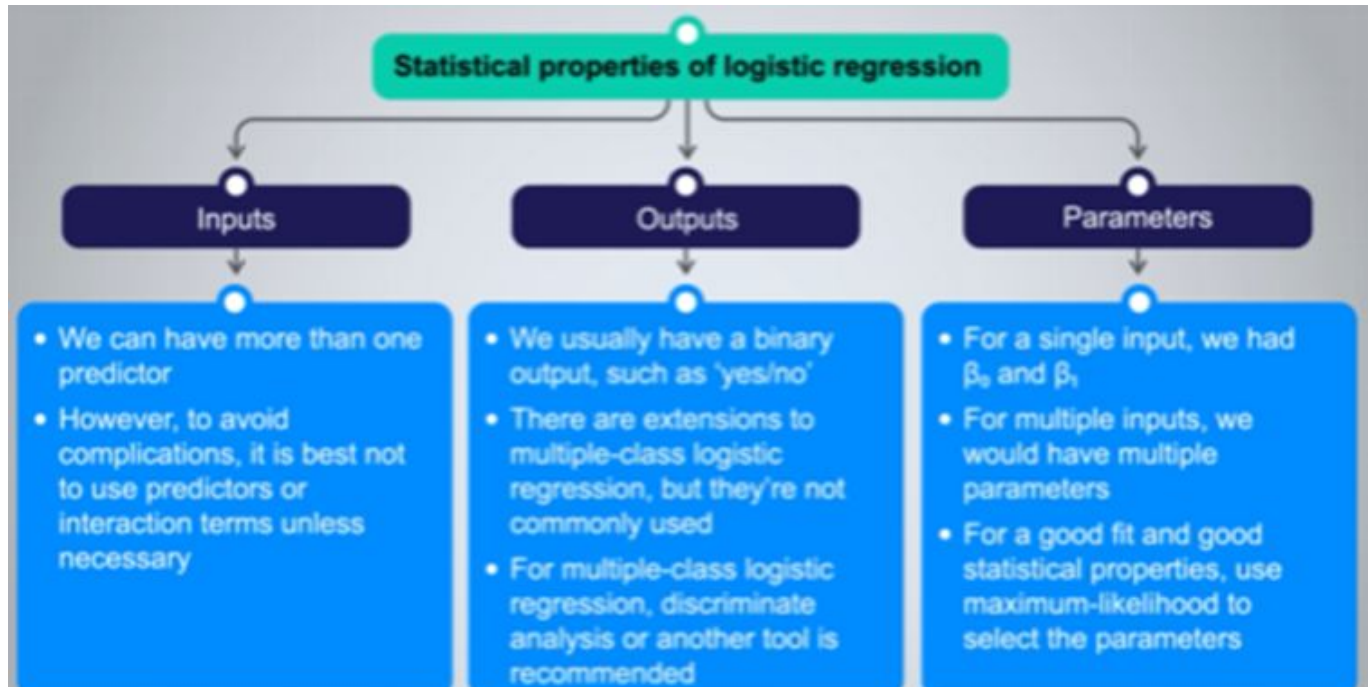 Statistical properties of logistic regression
Inputs
Outputs
Parameters
• We can have more than one
predictor
• However, to avoid
complications, it is best not
to use predictors or
interaction terms unless
necessary
• We usually have a binary
output, such as ‘yes/no’
• There are extensions to
multiple-class logistic
regression, but they’re not
commonly used
• For multiple-class logistic
regression, discriminate
analysis or another tool is
recommended
• For a single input, we had
β₀ and β₁
• For multiple inputs, we
would have multiple
parameters
• For a good fit and good
statistical properties, use
maximum-likelihood to
select the parameters